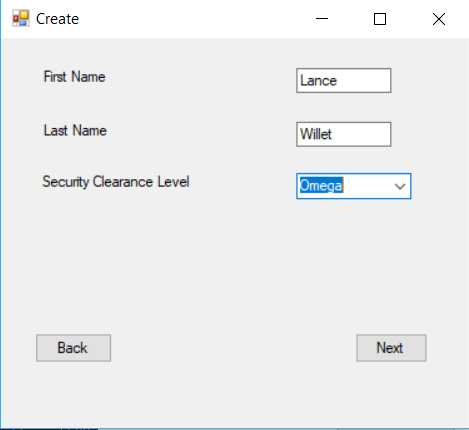 Create
First Name Lance
Last Name Willet
Security Clearance Level Omega
Back Next